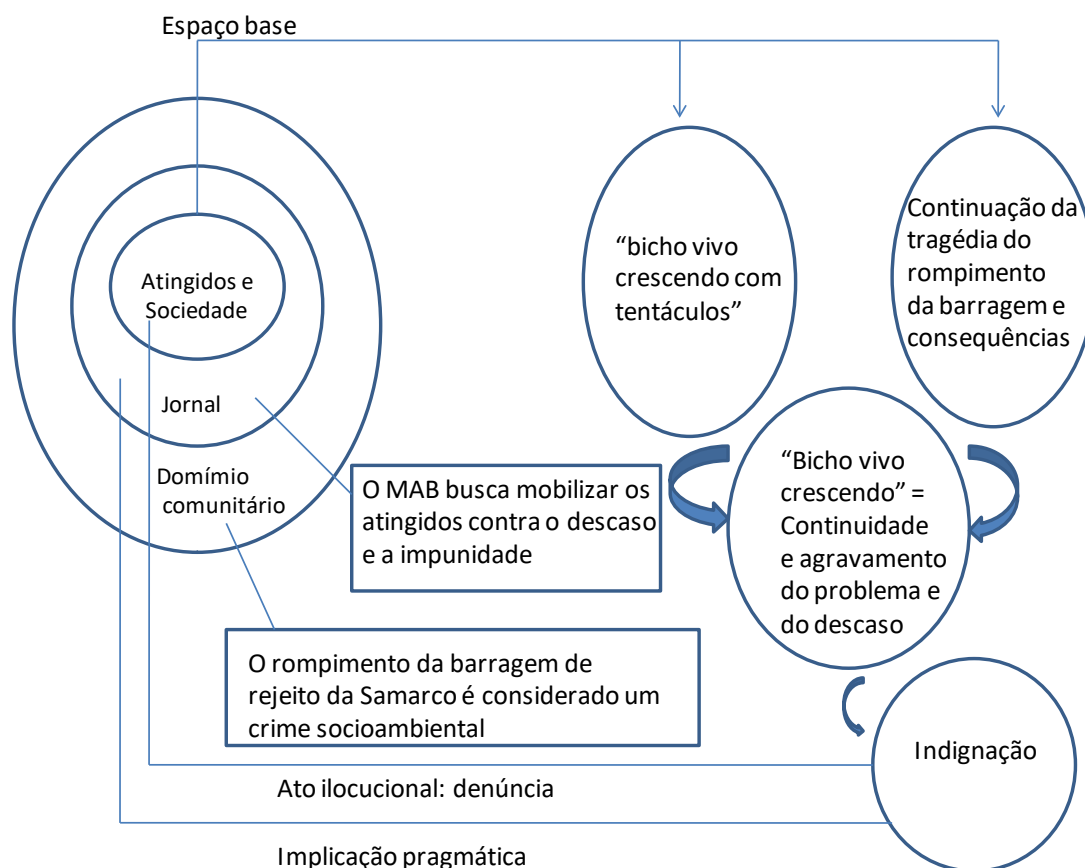 Espaço base
Atingidos e
Sociedade
Jornal
Domímio
comunitário
“bicho vivo
crescendo com
tentáculos”
Continuação da
tragédia do
rompimento
da barragem e
consequências
O MAB busca mobilizar os
atingidos contra o descaso
e a impunidade
“Bicho vivo
crescendo” =
Continuidade
e agravamento
do problema e
do descaso
O rompimento da barragem de
rejeito da Samarco é considerado um
crime socioambiental
Indignação
Ato ilocucional: denúncia
Implicação pragmática